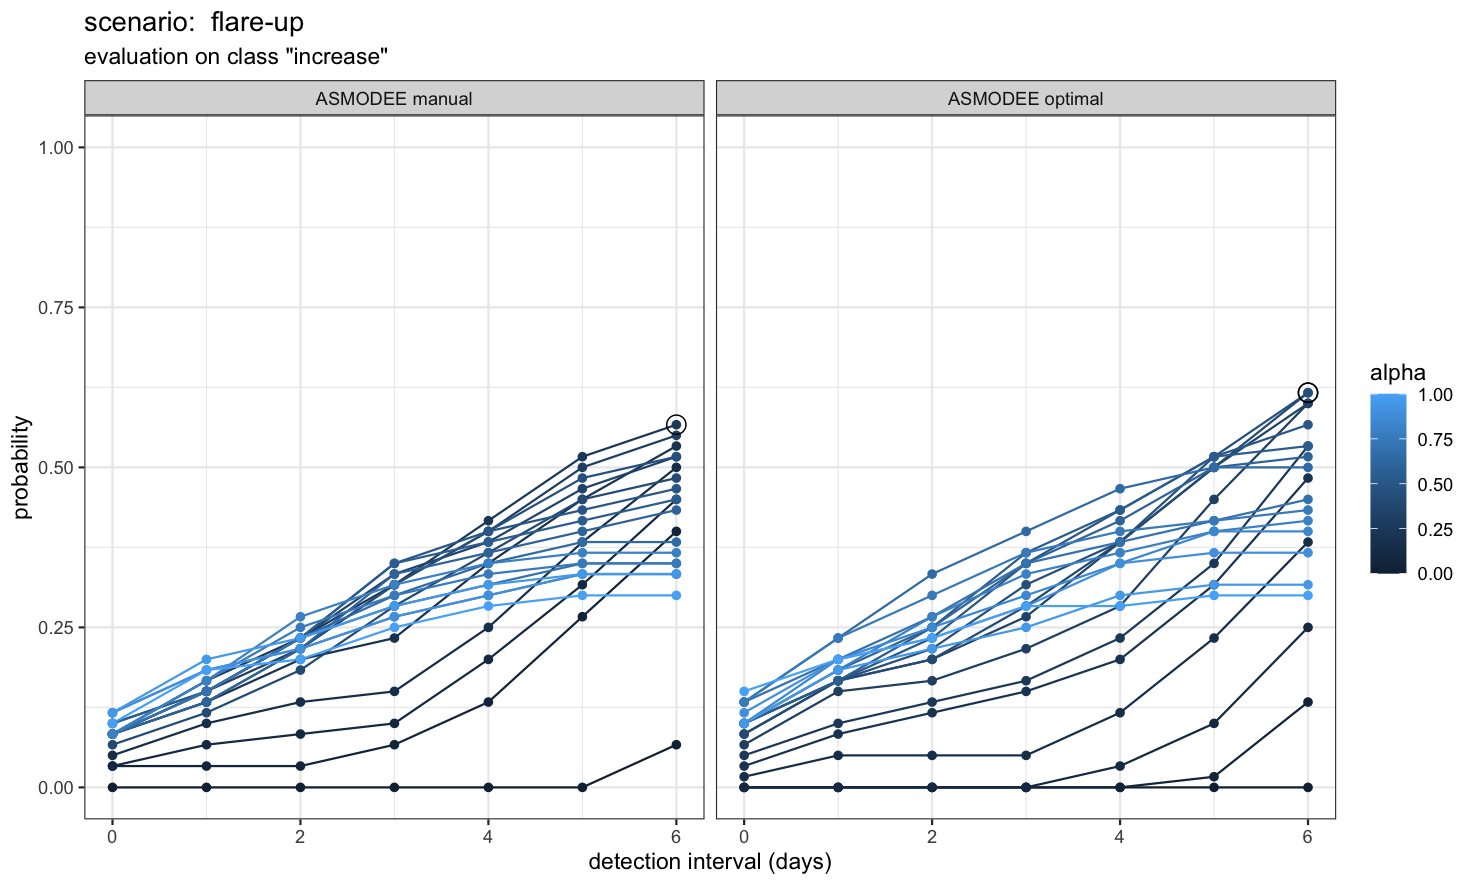 scenario:  flare-up
evaluation on class "increase"
ASMODEE manual
ASMODEE optimal
1.00
0.75
0.50
0.25
0.00
probability
0 2 4 6
0 2 4 6
detection interval (days)
alpha
1.00
0.75
0.50
0.25
0.00